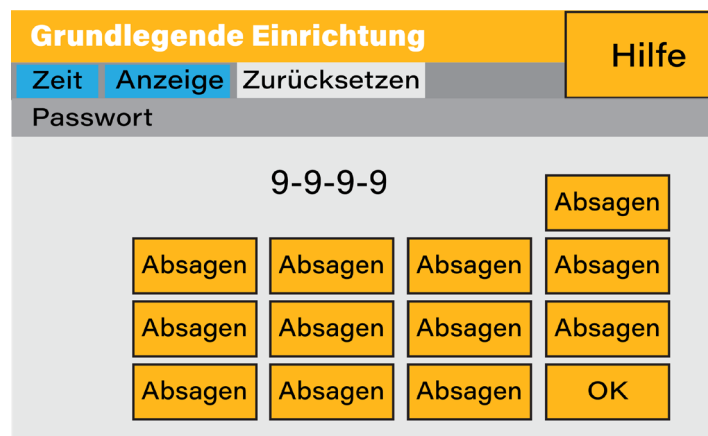 Grundlegende Einrichtung
Hilfe
Zeit Anzeige Zurücksetzen
Passwort
9-9-9-9
Absagen
Absagen Absagen Absagen Absagen
Absagen Absagen Absagen Absagen
Absagen Absagen Absagen OK